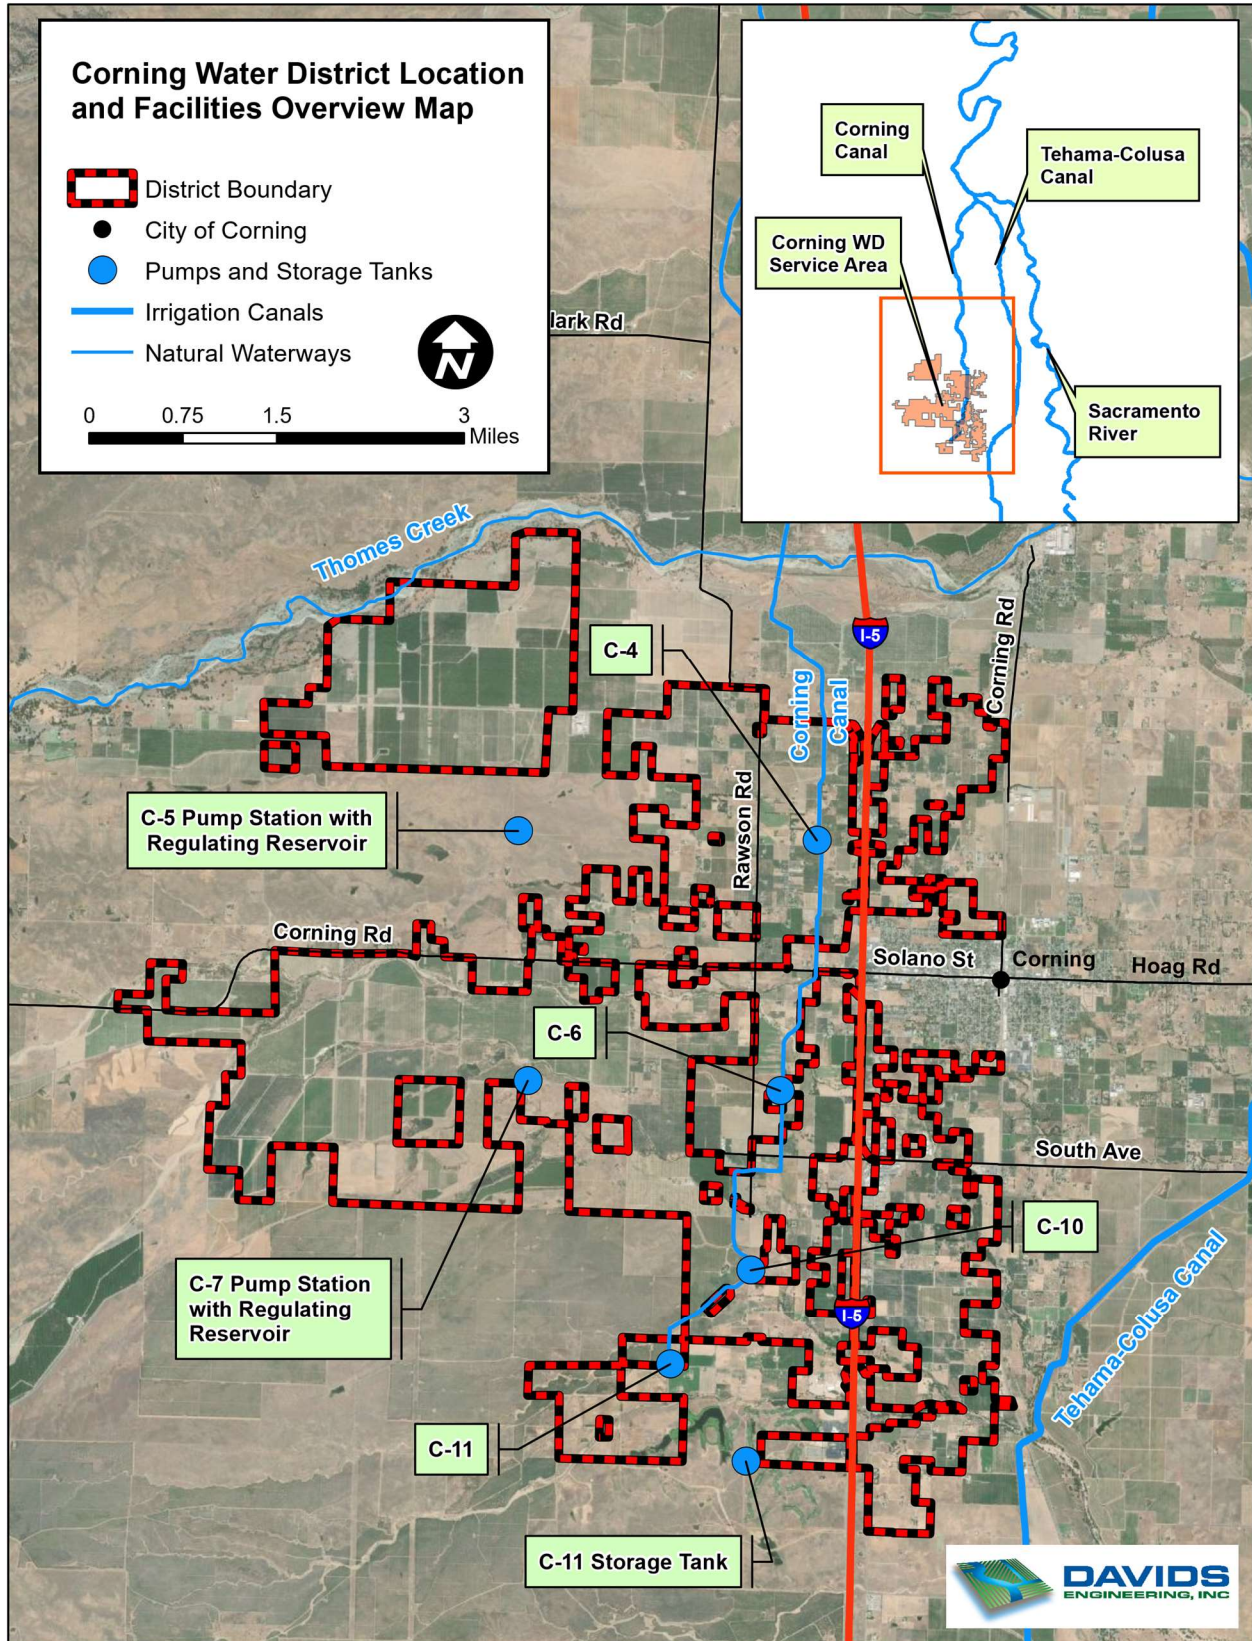 Corning Water District Location
and Facilities Overview Map
District Boundary
City of Corning
Pumps and Storage Tanks
Irrigation Canals
Natural Waterways
N
0 0.75 1.5 3
Miles
Corning
Canal
Tehama-Colusa
Canal
Corning WD
Service Area
Sacramento
River
lark Rd
Thomes Creek
C-4
I-5
Corning Rd
Corning
Canal
Rawson Rd
C-5 Pump Station with
Regulating Reservoir
Corning Rd
Solano St
Corning
Hoag Rd
C-6
South Ave
C-10
C-7 Pump Station
with Regulating
Reservoir
I-5
Tehama-Colusa Canal
C-11
C-11 Storage Tank
DAVIDS
ENGINEERING, INC